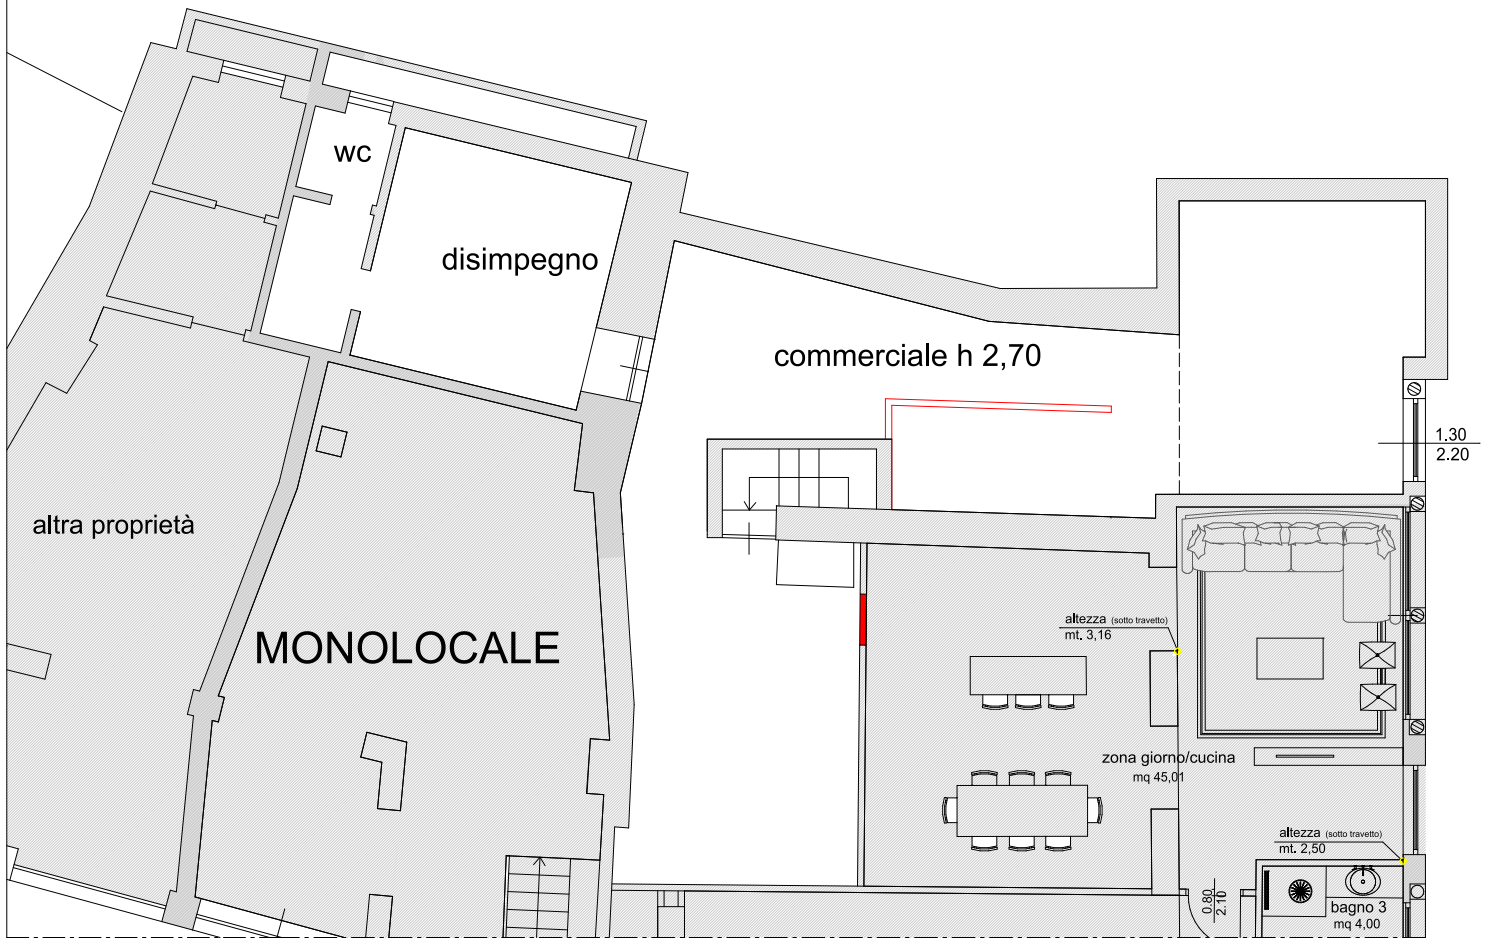 wc
disimpegno
commerciale h 2,70
1.30
2.20
altra proprietà
MONOLOCALE
altezza (sotto travetto)
mt. 3,16
zona giorno/cucina
mq 45,01
altezza (sotto travetto)
mt. 2,50
0.80
2.10
bagno 3
mq 4,00